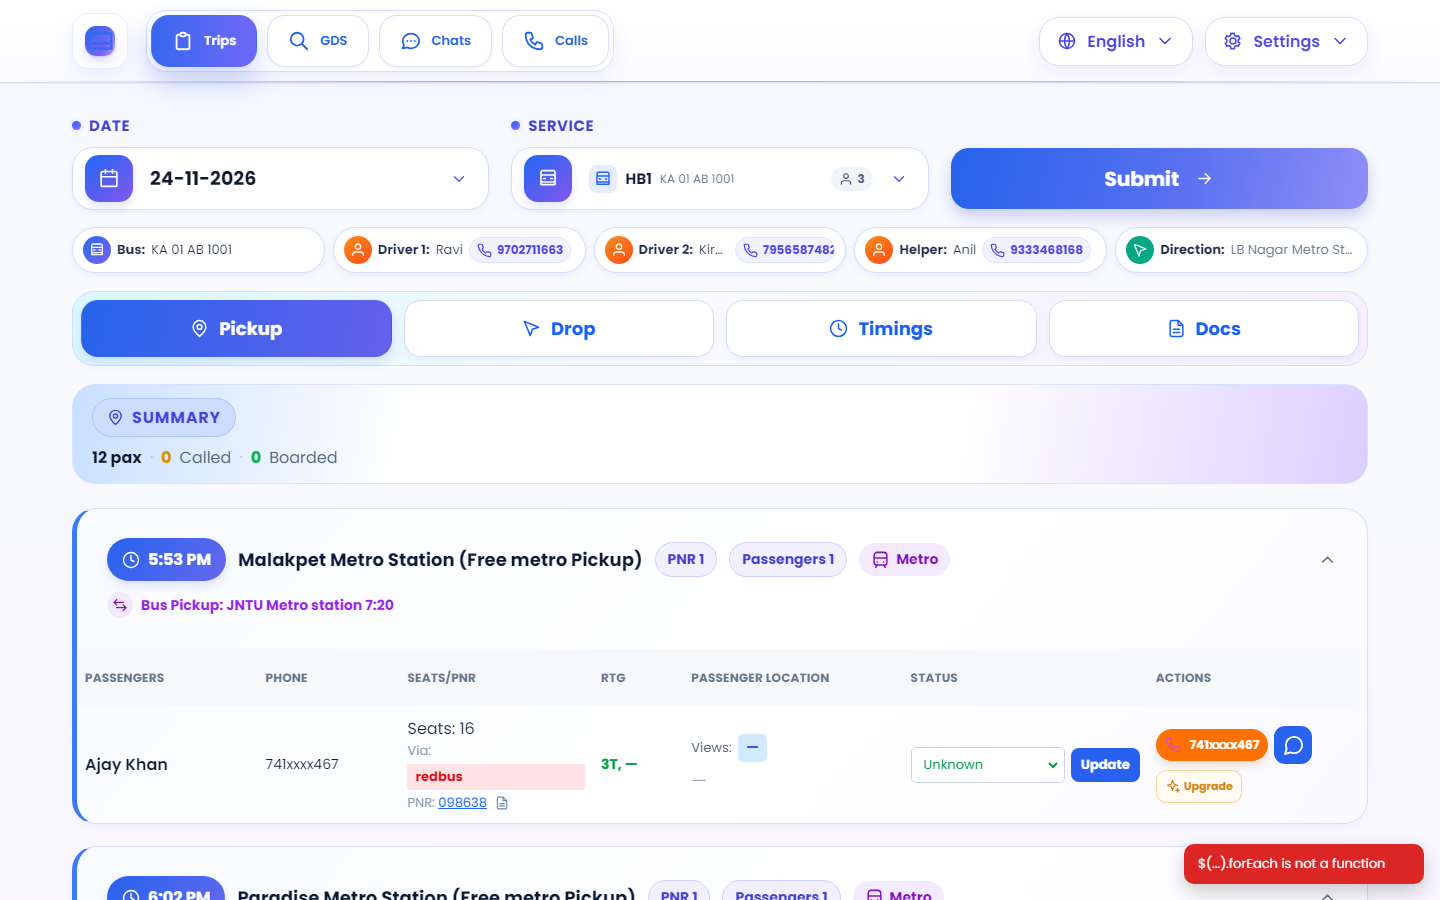 Trips
GDS
Chats
Calls
English
Settings
DATE
SERVICE
24-11-2026
HB1 KA 01 AB 1001
3
Submit
Bus: KA 01 AB 1001
Driver 1: Ravi 9702711663
Driver 2: Kir... 7956587482
Helper: Anil 9333468168
Direction: LB Nagar Metro St...
Pickup
Drop
Timings
Docs
SUMMARY
12 pax · 0 Called · 0 Boarded
5:53 PM
Malakpet Metro Station (Free metro Pickup)
PNR 1
Passengers 1
Metro
Bus Pickup: JNTU Metro station 7:20
PASSENGERS PHONE SEATS/PNR RTG PASSENGER LOCATION STATUS ACTIONS
Ajay Khan
741xxxx467
Seats: 16
Via:
redbus
PNR: 098638
3T, —
Views: —
—
Unknown
Update
741xxxx467
Upgrade
6:02 PM
Paradise Metro Station (Free metro Pickup)
PNR 1
Passengers 1
Metro
$(...).forEach is not a function